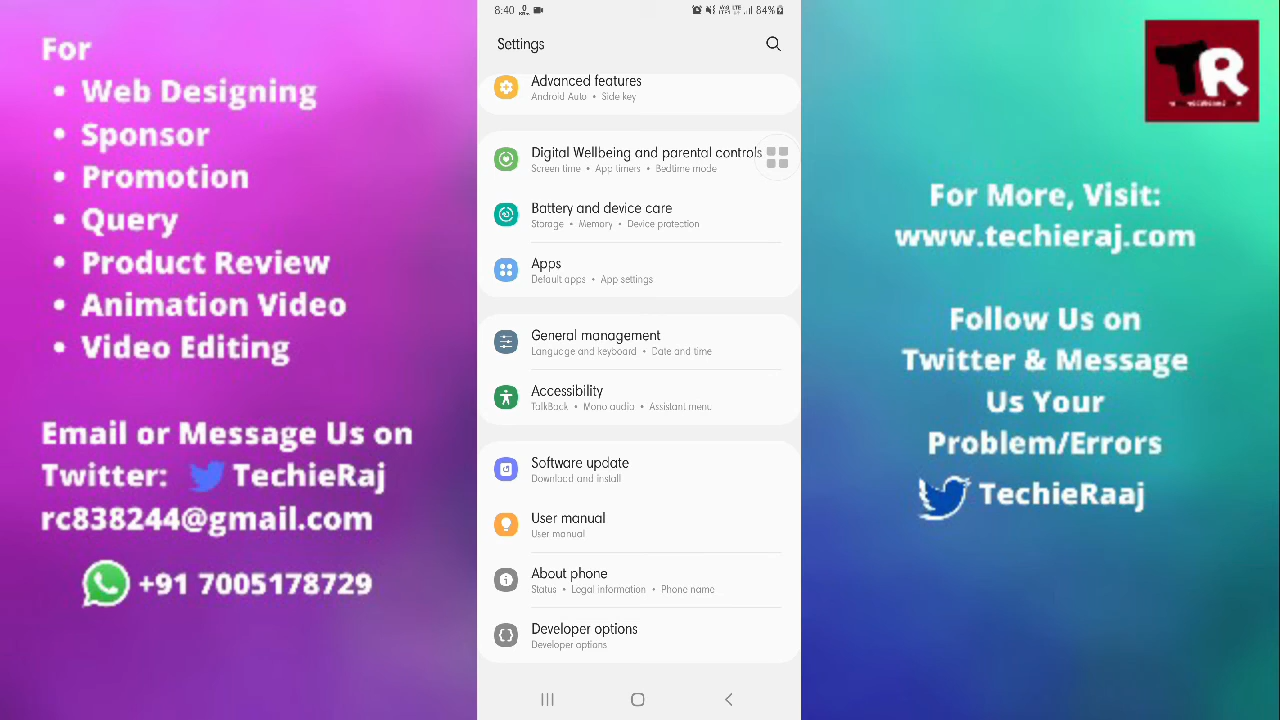 For
• Web Designing
• Sponsor
• Promotion
• Query
• Product Review
• Animation Video
• Video Editing
Email or Message Us on
Twitter: TechieRaj
rc838244@gmail.com
+91 7005178729
8:40
84%
Settings
Advanced features
Android Auto • Side key
Digital Wellbeing and parental controls
Screen time • App timers • Bedtime mode
Battery and device care
Storage • Memory • Device protection
Apps
Default apps • App settings
General management
Language and keyboard • Date and time
Accessibility
TalkBack • Mono audio • Assistant menu
Software update
Download and install
User manual
User manual
About phone
Status • Legal information • Phone name
Developer options
Developer options
TR
For More, Visit:
www.techieraj.com
Follow Us on
Twitter & Message
Us Your
Problem/Errors
TechieRaaj